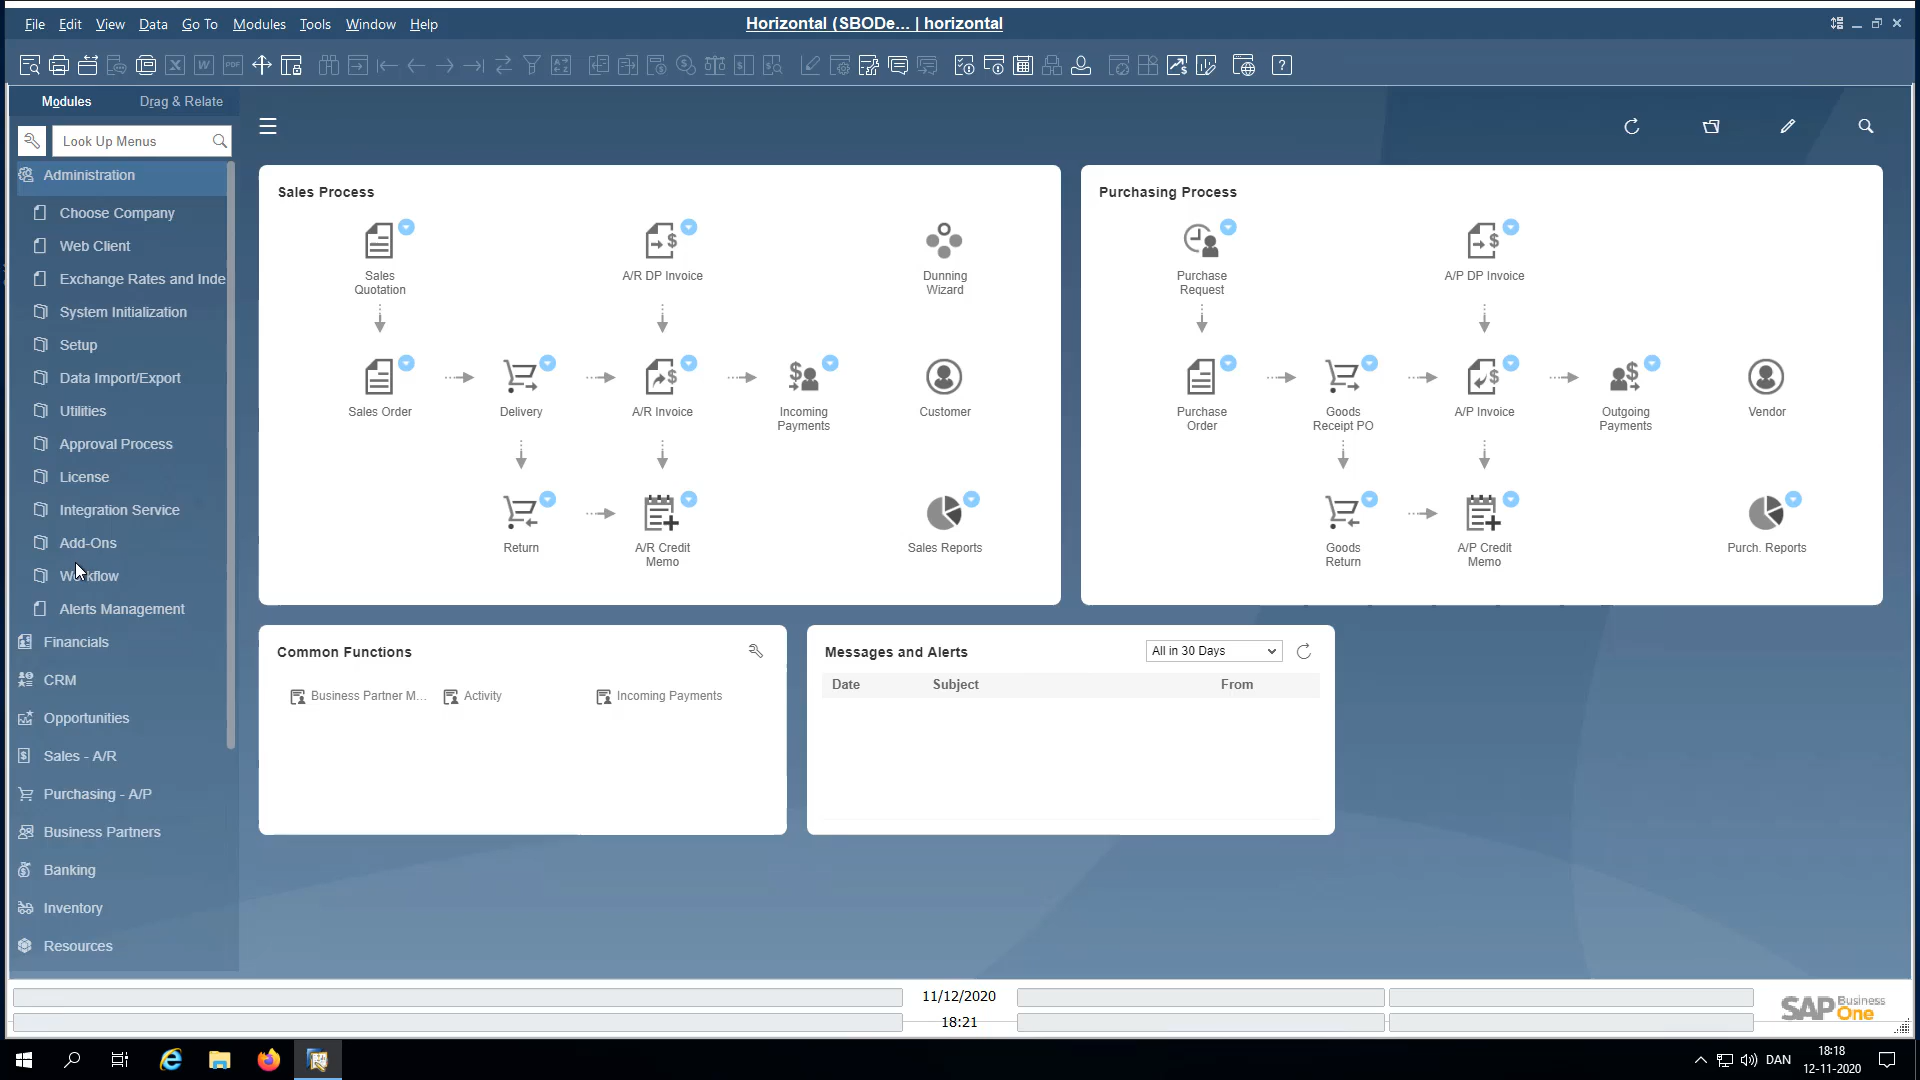 File Edit View Data Go To Modules Tools Window Help
Horizontal (SBODe... | horizontal
Modules Drag & Relate
Look Up Menus
Administration
Choose Company
Web Client
Exchange Rates and Inde
System Initialization
Setup
Data Import/Export
Utilities
Approval Process
License
Integration Service
Add-Ons
Workflow
Alerts Management
Financials
CRM
Opportunities
Sales - A/R
Purchasing - A/P
Business Partners
Banking
Inventory
Resources
Sales Process
Sales
Quotation
A/R DP Invoice
Dunning
Wizard
Sales Order
Delivery
A/R Invoice
Incoming
Payments
Customer
Return
A/R Credit
Memo
Sales Reports
Purchasing Process
Purchase
Request
A/P DP Invoice
Purchase
Order
Goods
Receipt PO
A/P Invoice
Outgoing
Payments
Vendor
Goods
Return
A/P Credit
Memo
Purch. Reports
Common Functions
Business Partner M...
Activity
Incoming Payments
Messages and Alerts
All in 30 Days
Date Subject From
11/12/2020
18:21
SAP Business One
DAN
18:18
12-11-2020